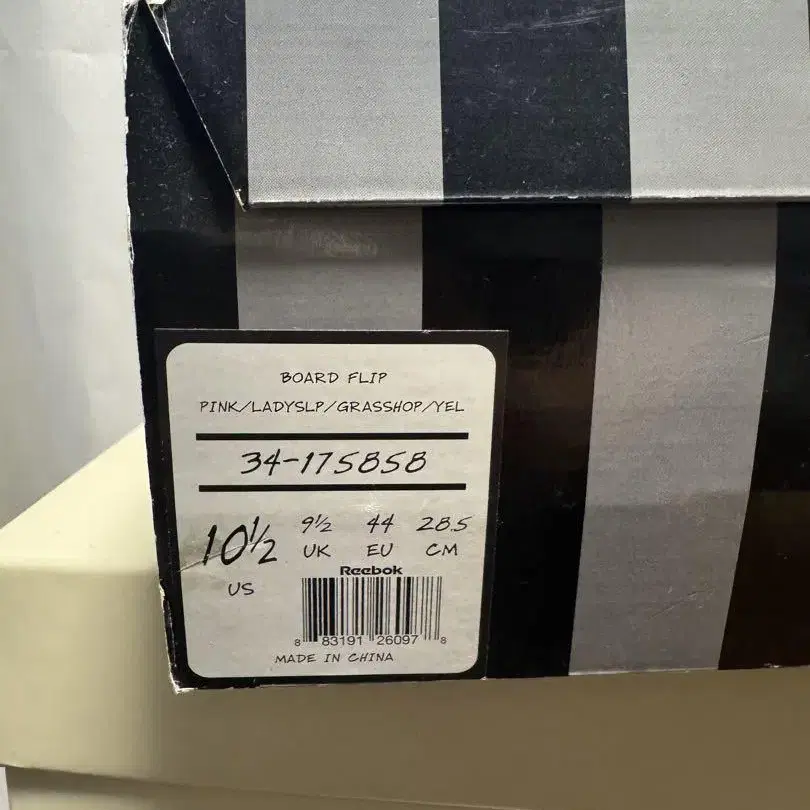 BOARD FLIP
PINK/LADYSLP/GRASSHOP/YEL
34-175858
10½ US
9½ UK
44 EU
28.5 CM
Reebok
8 83191 26097 8
MADE IN CHINA